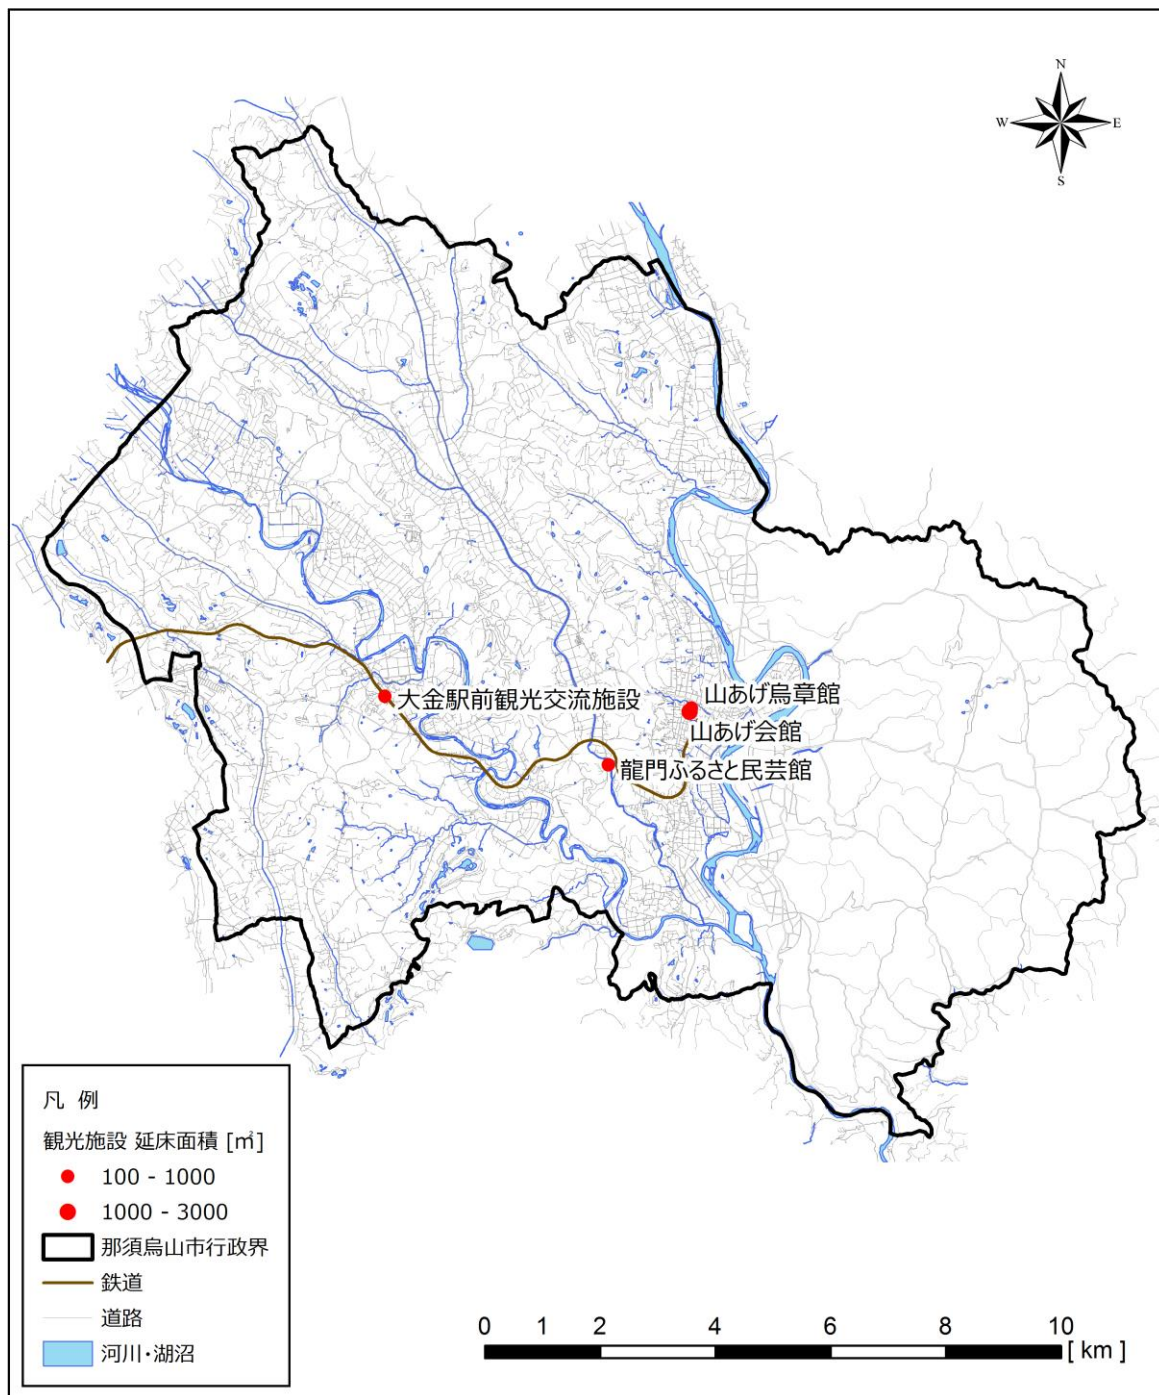 N
W E
S
大金駅前観光交流施設
山あげ烏章館
山あげ会館
龍門ふるさと民芸館
凡 例
観光施設 延床面積 [㎡]
100 - 1000
1000 - 3000
那須烏山市行政界
鉄道
道路
河川・湖沼
0 1 2 4 6 8 10
[ km ]